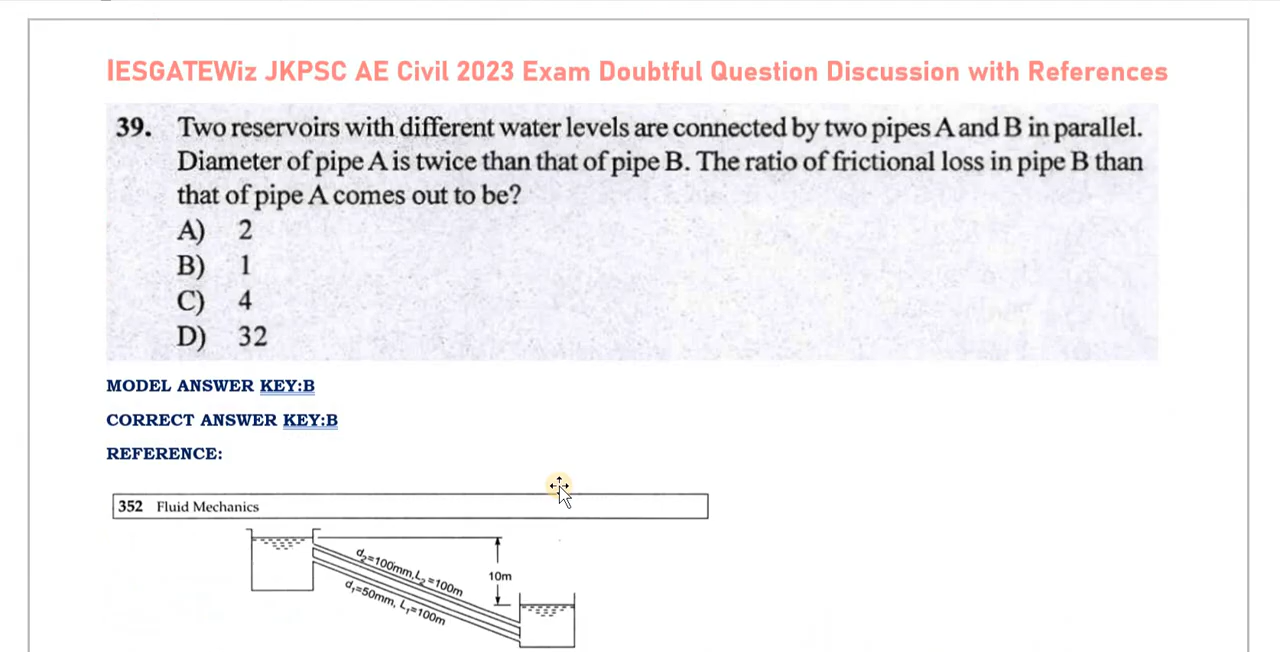 IESGATEWiz JKPSC AE Civil 2023 Exam Doubtful Question Discussion with References
39. Two reservoirs with different water levels are connected by two pipes A and B in parallel.
Diameter of pipe A is twice than that of pipe B. The ratio of frictional loss in pipe B than
that of pipe A comes out to be?
A) 2
B) 1
C) 4
D) 32
MODEL ANSWER KEY:B
CORRECT ANSWER KEY:B
REFERENCE:
352 Fluid Mechanics
d₂=100mm,L₂=100m
10m
d₁=50mm, L₁=100m